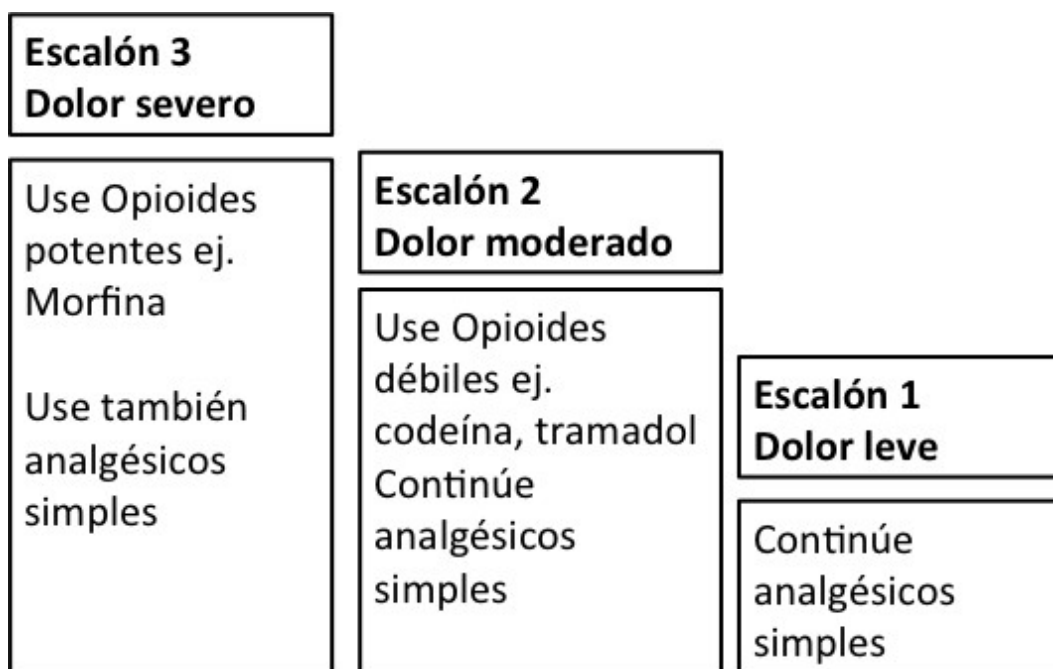 Escalón 3
Dolor severo
Use Opioides
potentes ej.
Morfina
Use también
analgésicos
simples
Escalón 2
Dolor moderado
Use Opioides
débiles ej.
codeína, tramadol
Continúe
analgésicos
simples
Escalón 1
Dolor leve
Continúe
analgésicos
simples